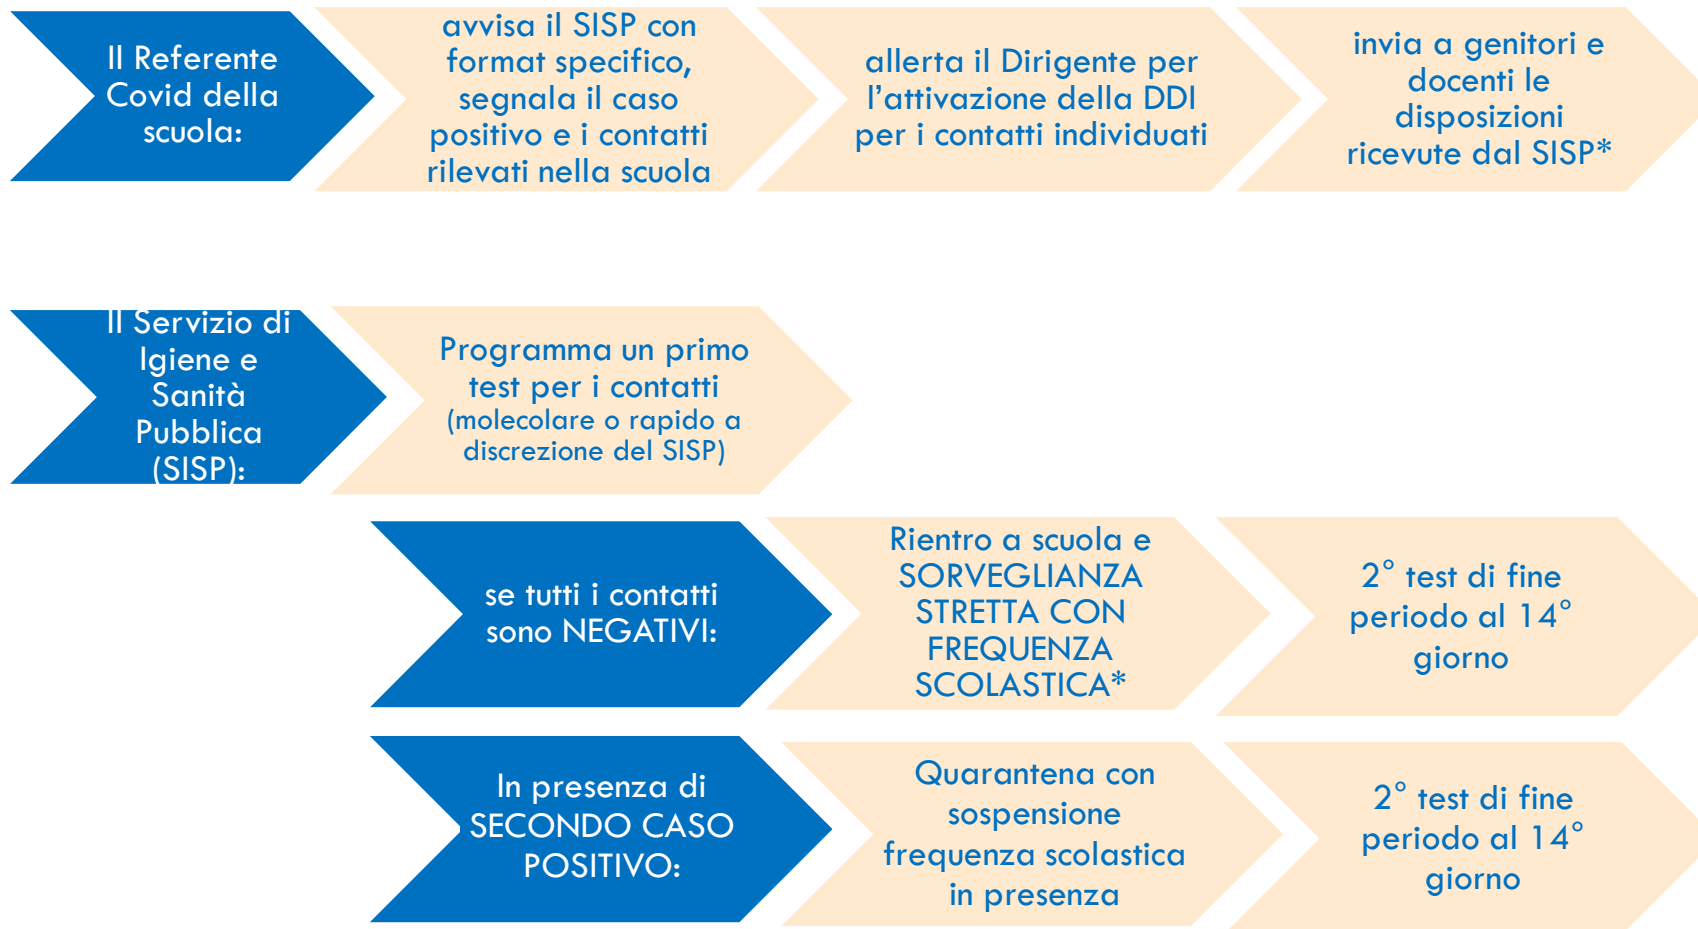 Il Referente
Covid della
scuola:
avvisa il SISP con
format specifico,
segnala il caso
positivo e i contatti
rilevati nella scuola
allerta il Dirigente per
l'attivazione della DDI
per i contatti individuati
invia a genitori e
docenti le
disposizioni
ricevute dal SISP*
Il Servizio di
Igiene e
Sanità
Pubblica
(SISP):
Programma un primo
test per i contatti
(molecolare o rapido a
discrezione del SISP)
se tutti i contatti
sono NEGATIVI:
Rientro a scuola e
SORVEGLIANZA
STRETTA CON
FREQUENZA
SCOLASTICA*
2° test di fine
periodo al 14°
giorno
In presenza di
SECONDO CASO
POSITIVO:
Quarantena con
sospensione
frequenza scolastica
in presenza
2° test di fine
periodo al 14°
giorno